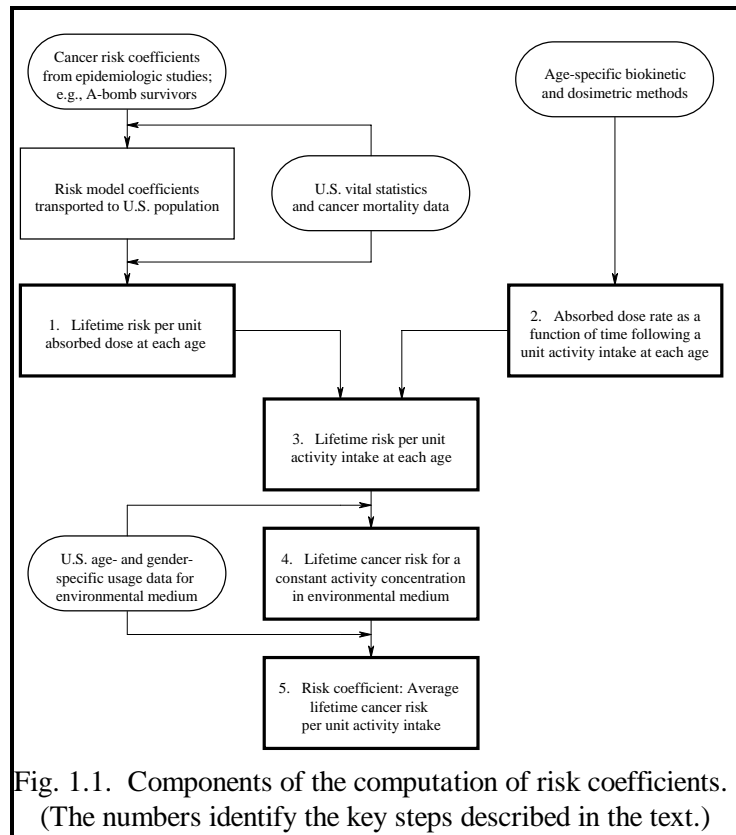 Cancer risk coefficients
from epidemiologic studies;
e.g., A-bomb survivors
Age-specific biokinetic
and dosimetric methods
Risk model coefficients
transported to U.S. population
U.S. vital statistics
and cancer mortality data
1. Lifetime risk per unit
absorbed dose at each age
2. Absorbed dose rate as a
function of time following a
unit activity intake at each age
3. Lifetime risk per unit
activity intake at each age
U.S. age- and gender-
specific usage data for
environmental medium
4. Lifetime cancer risk for a
constant activity concentration
in environmental medium
5. Risk coefficient: Average
lifetime cancer risk
per unit activity intake
Fig. 1.1. Components of the computation of risk coefficients.
(The numbers identify the key steps described in the text.)